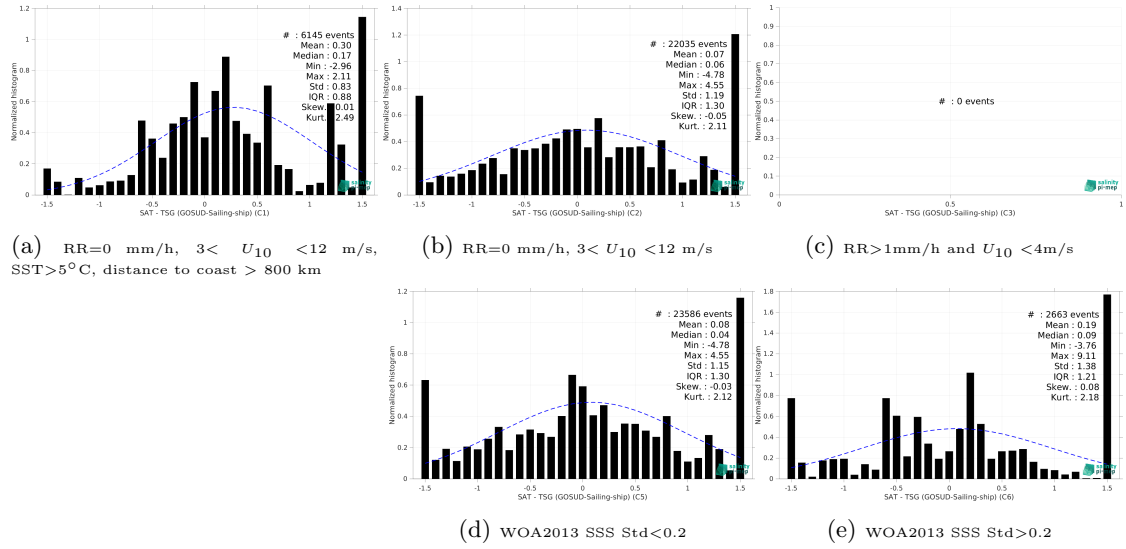 # : 6145 events
Mean : 0.30
Median : 0.17
Min : -2.96
Max : 2.11
Std : 0.83
IQR : 0.88
Skew. : 0.01
Kurt. : 2.49
Normalized histogram
0 0.2 0.4 0.6 0.8 1 1.2
-1.5 -1 -0.5 0 0.5 1 1.5
SAT - TSG (GOSUD-Sailing-ship) (C1)
salinity
pi-mep
(a) RR=0 mm/h, 3< U10 <12 m/s,
SST>5°C, distance to coast > 800 km
# : 22035 events
Mean : 0.07
Median : 0.06
Min : -4.78
Max : 4.55
Std : 1.19
IQR : 1.30
Skew. : -0.05
Kurt. : 2.11
Normalized histogram
0 0.2 0.4 0.6 0.8 1 1.2 1.4
-1.5 -1 -0.5 0 0.5 1 1.5
SAT - TSG (GOSUD-Sailing-ship) (C2)
salinity
pi-mep
(b) RR=0 mm/h, 3< U10 <12 m/s
# : 0 events
Normalized histogram
0 0.1 0.2 0.3 0.4 0.5 0.6 0.7 0.8 0.9 1
0 0.5 1
SAT - TSG (GOSUD-Sailing-ship) (C3)
salinity
pi-mep
(c) RR>1mm/h and U10 <4m/s
# : 23586 events
Mean : 0.08
Median : 0.04
Min : -4.78
Max : 4.55
Std : 1.15
IQR : 1.30
Skew. : -0.03
Kurt. : 2.12
Normalized histogram
0 0.2 0.4 0.6 0.8 1 1.2
-1.5 -1 -0.5 0 0.5 1 1.5
SAT - TSG (GOSUD-Sailing-ship) (C5)
salinity
pi-mep
(d) WOA2013 SSS Std<0.2
# : 2663 events
Mean : 0.19
Median : 0.09
Min : -3.76
Max : 9.11
Std : 1.38
IQR : 1.21
Skew. : 0.08
Kurt. : 2.18
Normalized histogram
0 0.2 0.4 0.6 0.8 1 1.2 1.4 1.6 1.8
-1.5 -1 -0.5 0 0.5 1 1.5
SAT - TSG (GOSUD-Sailing-ship) (C6)
salinity
pi-mep
(e) WOA2013 SSS Std>0.2